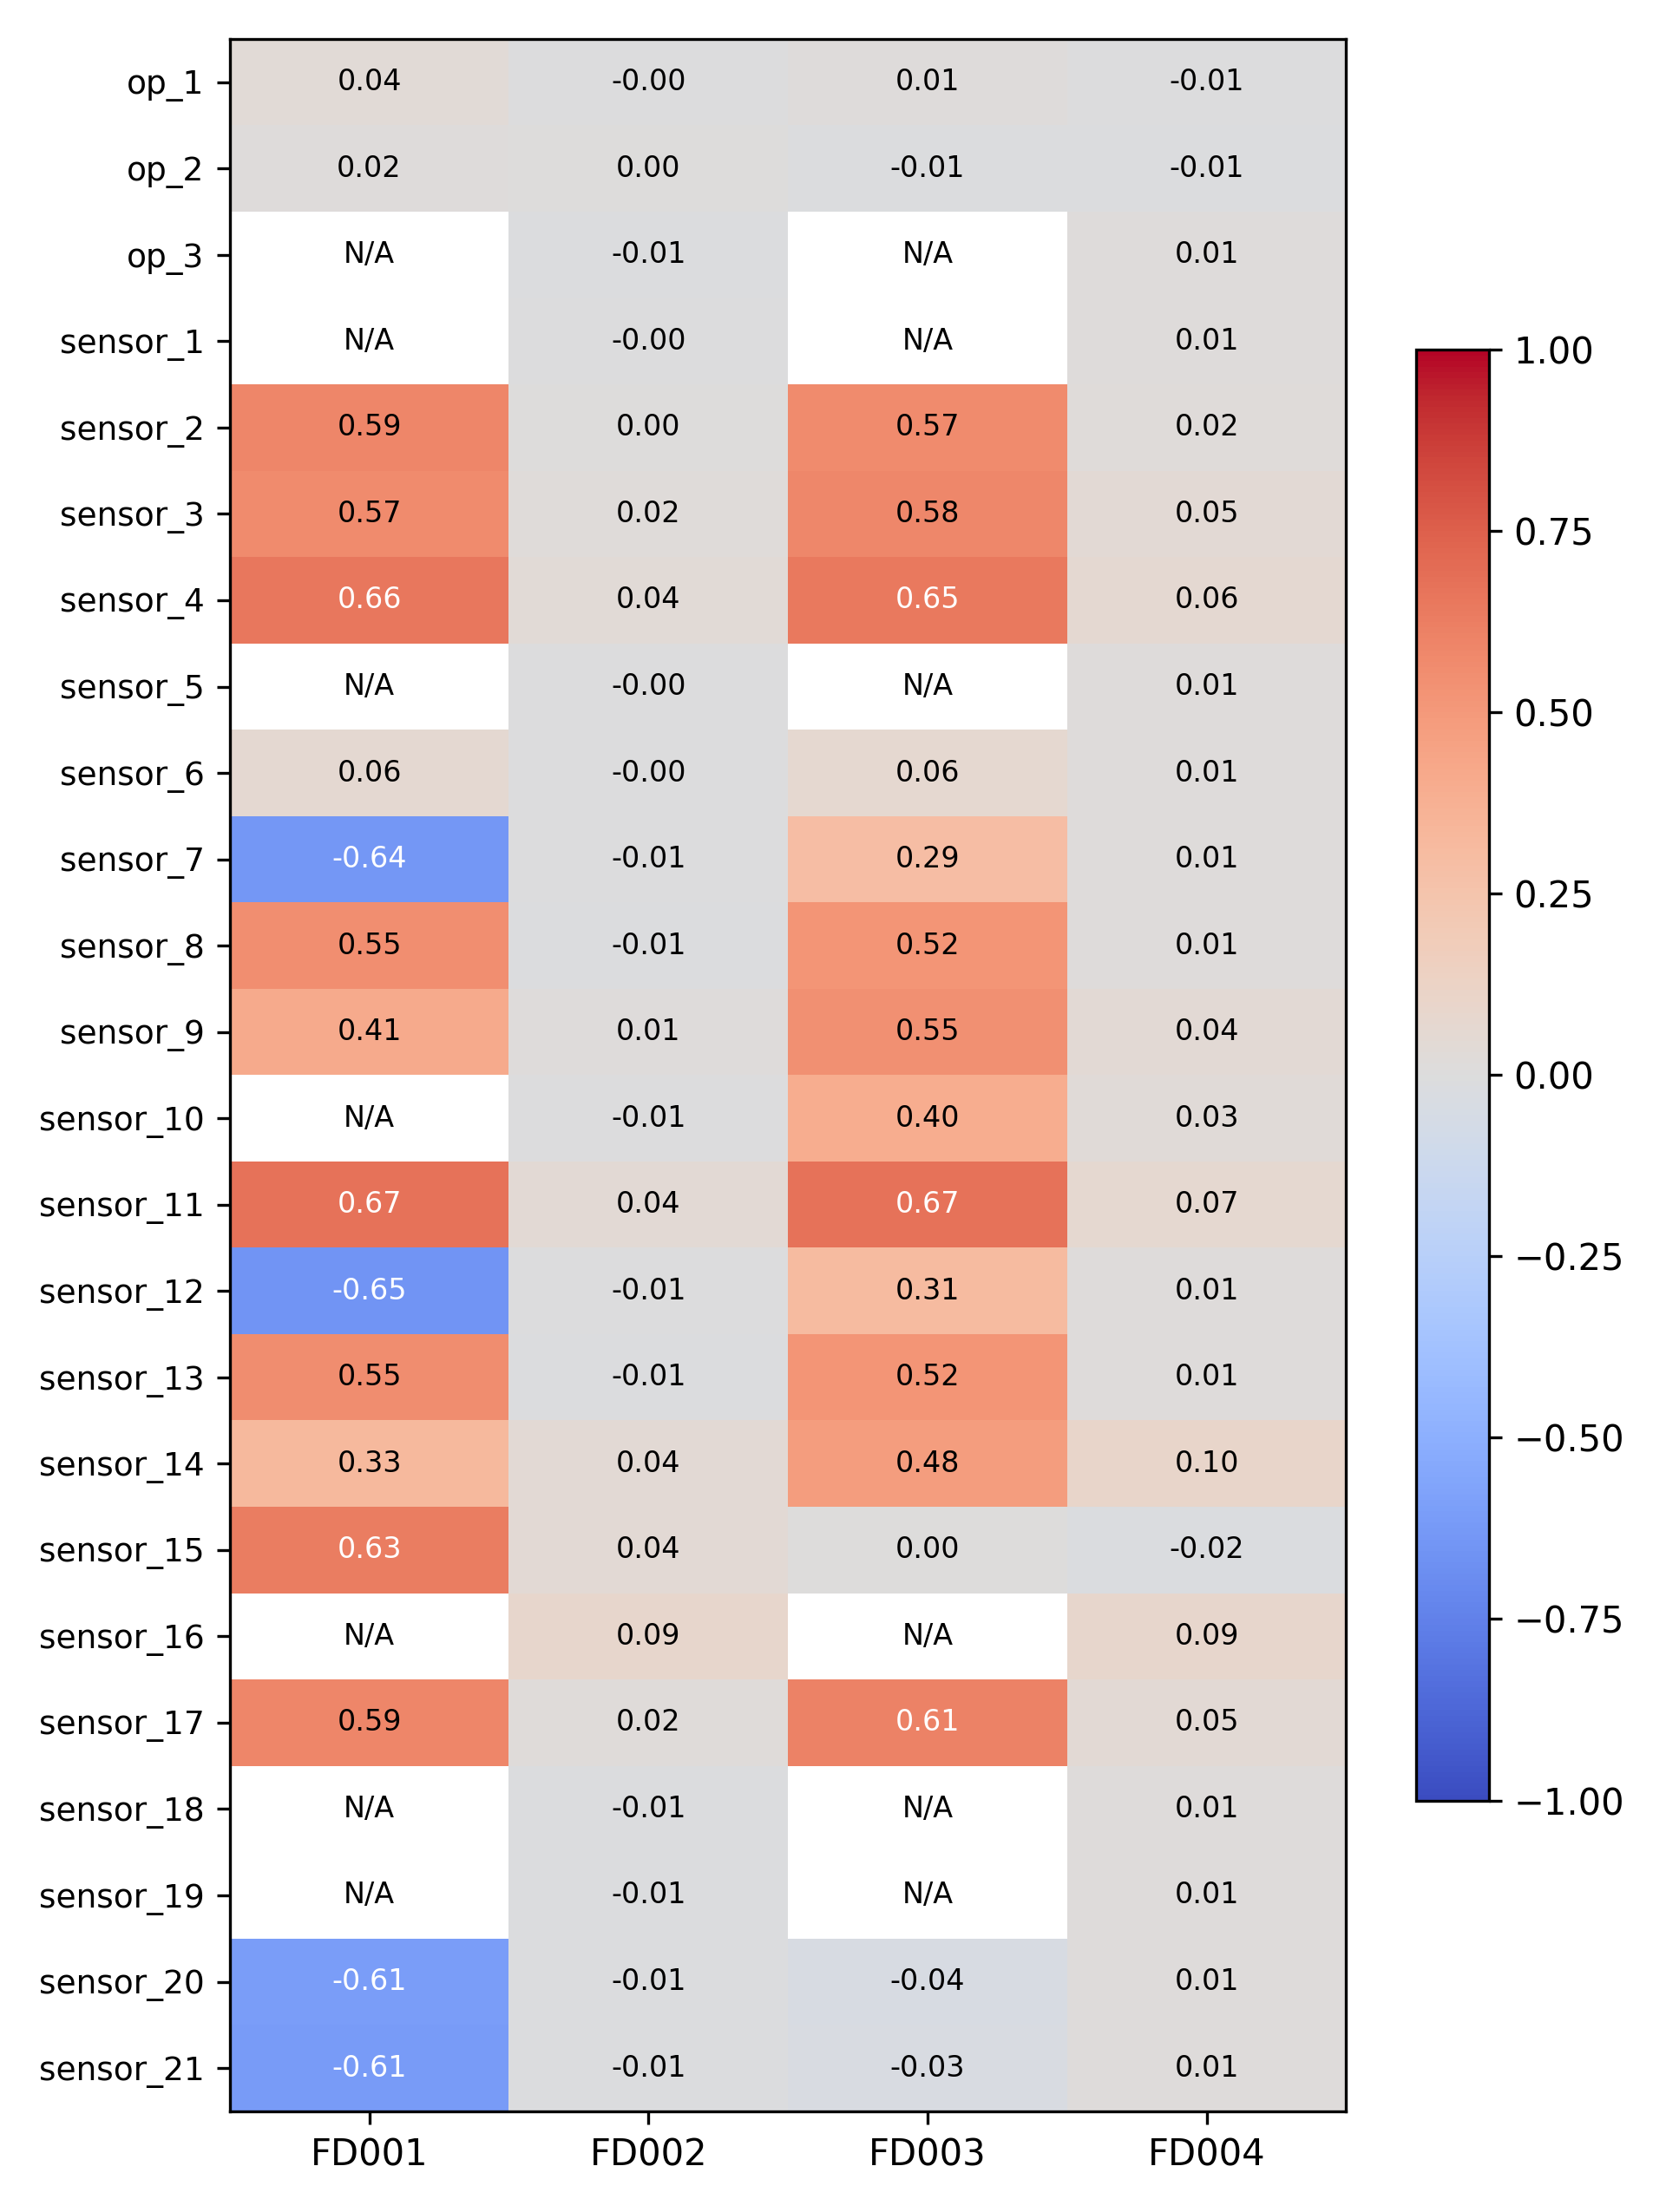 op_1 0.04 -0.00 0.01 -0.01
op_2 0.02 0.00 -0.01 -0.01
op_3 N/A -0.01 N/A 0.01
sensor_1 N/A -0.00 N/A 0.01
sensor_2 0.59 0.00 0.57 0.02
sensor_3 0.57 0.02 0.58 0.05
sensor_4 0.66 0.04 0.65 0.06
sensor_5 N/A -0.00 N/A 0.01
sensor_6 0.06 -0.00 0.06 0.01
sensor_7 -0.64 -0.01 0.29 0.01
sensor_8 0.55 -0.01 0.52 0.01
sensor_9 0.41 0.01 0.55 0.04
sensor_10 N/A -0.01 0.40 0.03
sensor_11 0.67 0.04 0.67 0.07
sensor_12 -0.65 -0.01 0.31 0.01
sensor_13 0.55 -0.01 0.52 0.01
sensor_14 0.33 0.04 0.48 0.10
sensor_15 0.63 0.04 0.00 -0.02
sensor_16 N/A 0.09 N/A 0.09
sensor_17 0.59 0.02 0.61 0.05
sensor_18 N/A -0.01 N/A 0.01
sensor_19 N/A -0.01 N/A 0.01
sensor_20 -0.61 -0.01 -0.04 0.01
sensor_21 -0.61 -0.01 -0.03 0.01
FD001 FD002 FD003 FD004
1.00
0.75
0.50
0.25
0.00
−0.25
−0.50
−0.75
−1.00